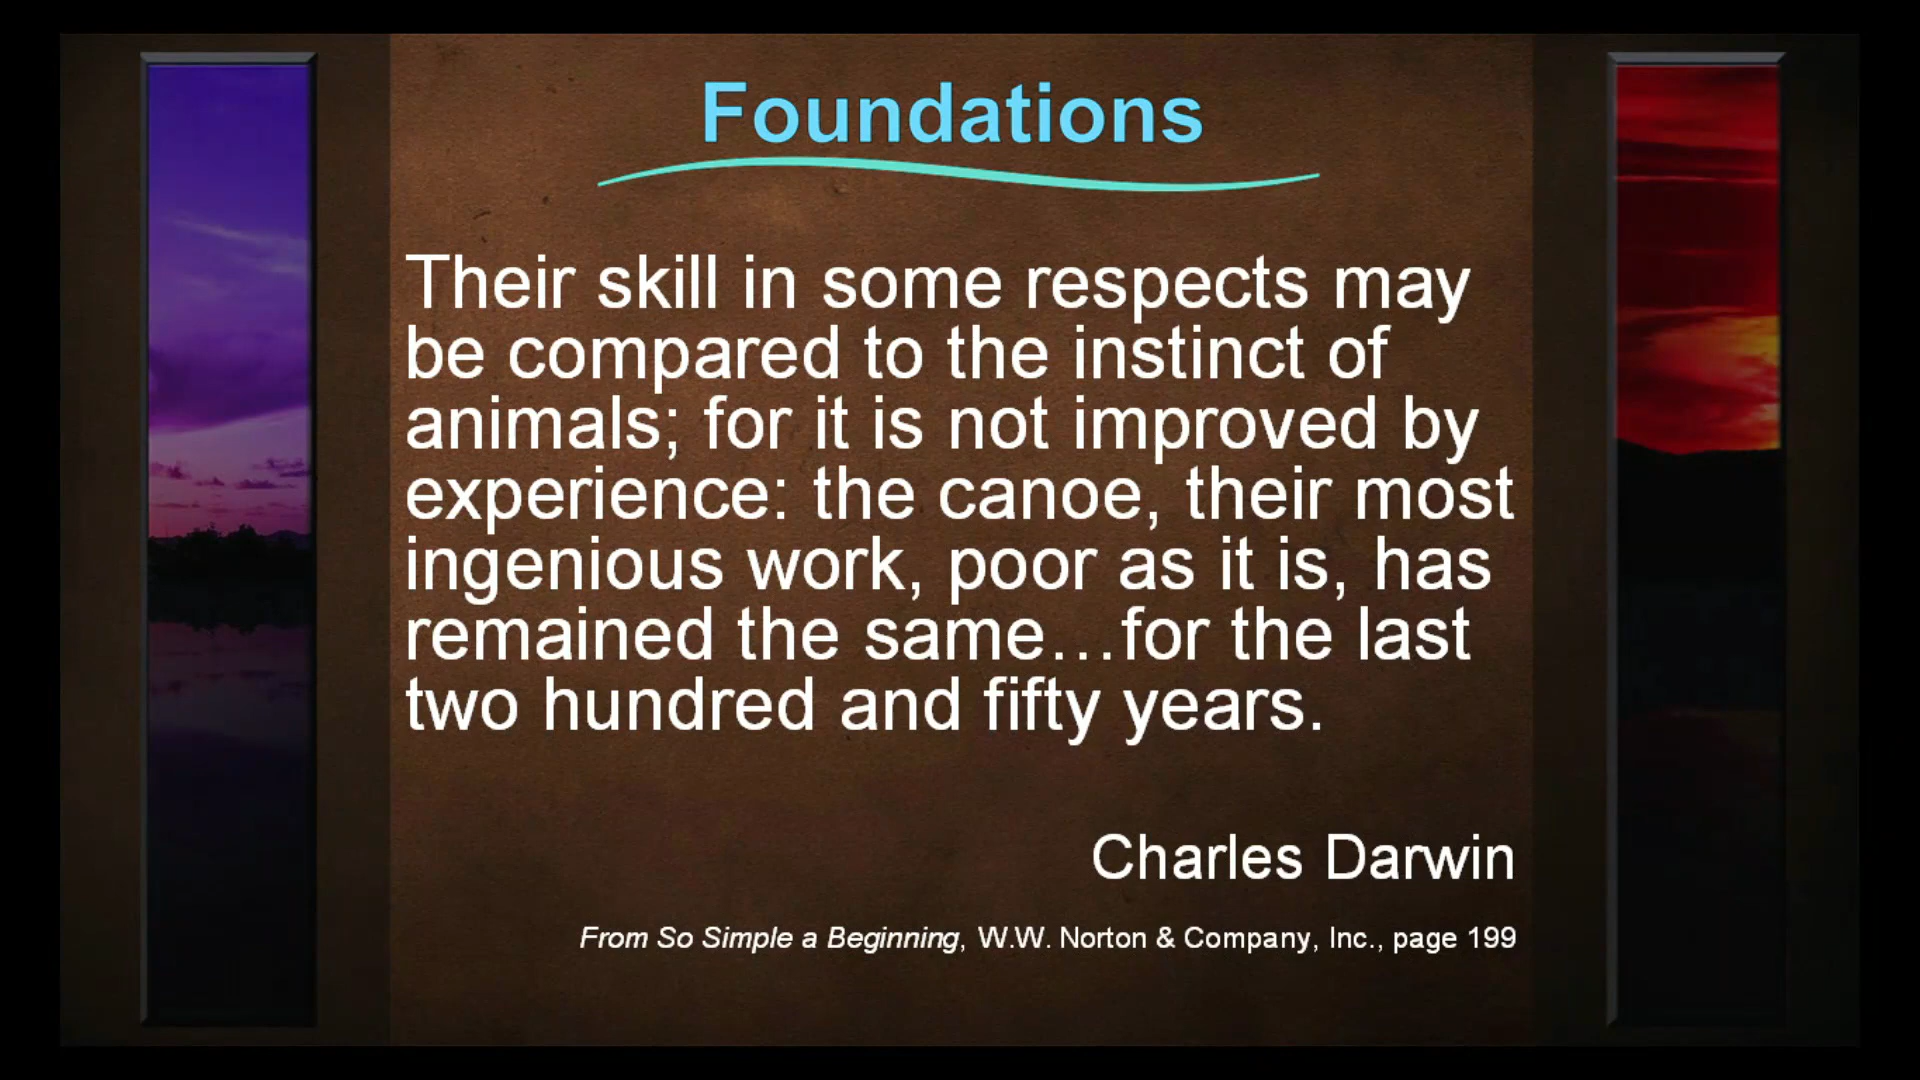 Foundations
Their skill in some respects may
be compared to the instinct of
animals; for it is not improved by
experience: the canoe, their most
ingenious work, poor as it is, has
remained the same…for the last
two hundred and fifty years.
Charles Darwin
From So Simple a Beginning, W.W. Norton & Company, Inc., page 199